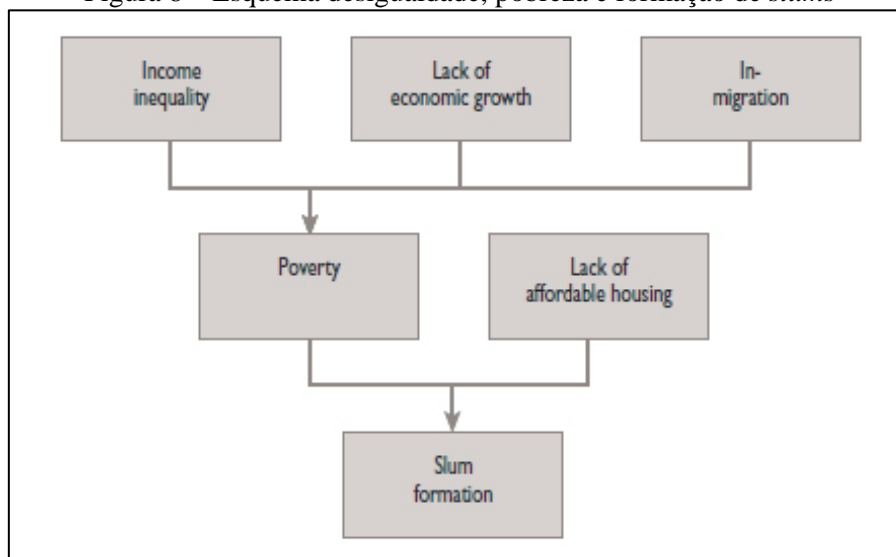 Figura 8 – Esquema desigualdade, pobreza e formação de slums
Income
inequality
Lack of
economic growth
In-
migration
Poverty
Lack of
affordable housing
Slum
formation